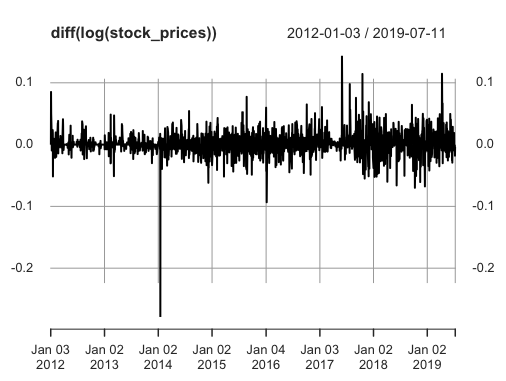 diff(log(stock_prices)) 2012-01-03 / 2019-07-11
0.1 0.1
0.0 0.0
-0.1 -0.1
-0.2 -0.2
Jan 03 Jan 02 Jan 02 Jan 02 Jan 04 Jan 03 Jan 02 Jan 02
2012 2013 2014 2015 2016 2017 2018 2019